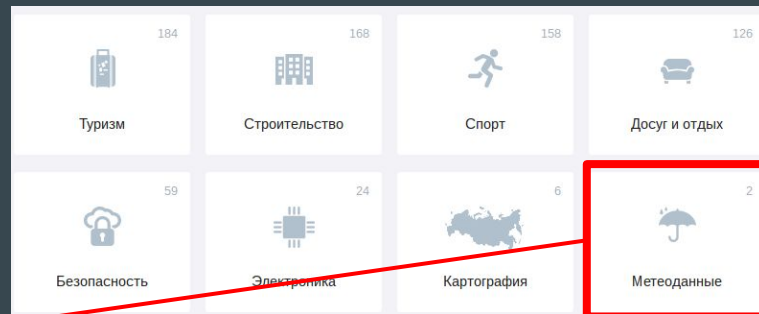 184
168
158
126
Туризм
Строительство
Спорт
Досуг и отдых
59
24
6
2
Безопасность
Электроника
Картография
Метеоданные